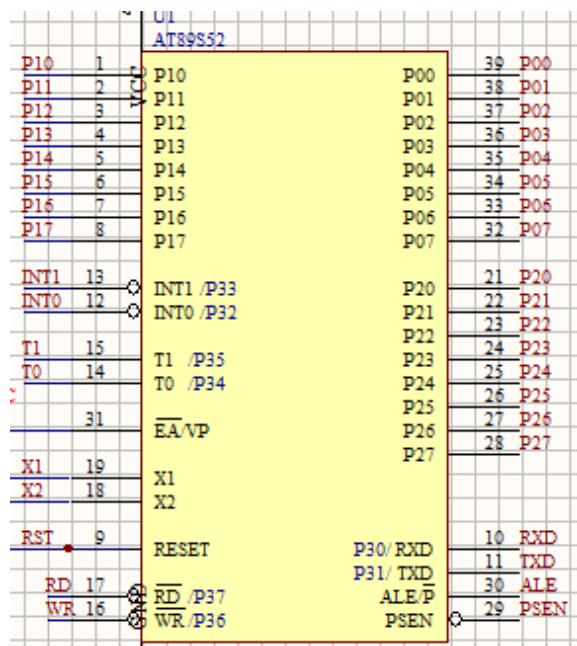 U1
AT89S52
P10 1 P10 P00 39 P00
P11 2 P11 P01 38 P01
P12 3 P12 P02 37 P02
P13 4 P13 P03 36 P03
P14 5 P14 P04 35 P04
P15 6 P15 P05 34 P05
P16 7 P16 P06 33 P06
P17 8 P17 P07 32 P07
VCC
INT1 13 INT1 /P33 P20 21 P20
INT0 12 INT0 /P32 P21 22 P21
P22 23 P22
T1 15 T1 /P35 P23 24 P23
T0 14 T0 /P34 P24 25 P24
P25 26 P25
31 EA/VP P26 27 P26
P27 28 P27
X1 19 X1
X2 18 X2
RST 9 RESET P30/RXD 10 RXD
P31/ TXD 11 TXD
RD 17 RD /P37 ALE/P 30 ALE
WR 16 WR /P36 PSEN 29 PSEN